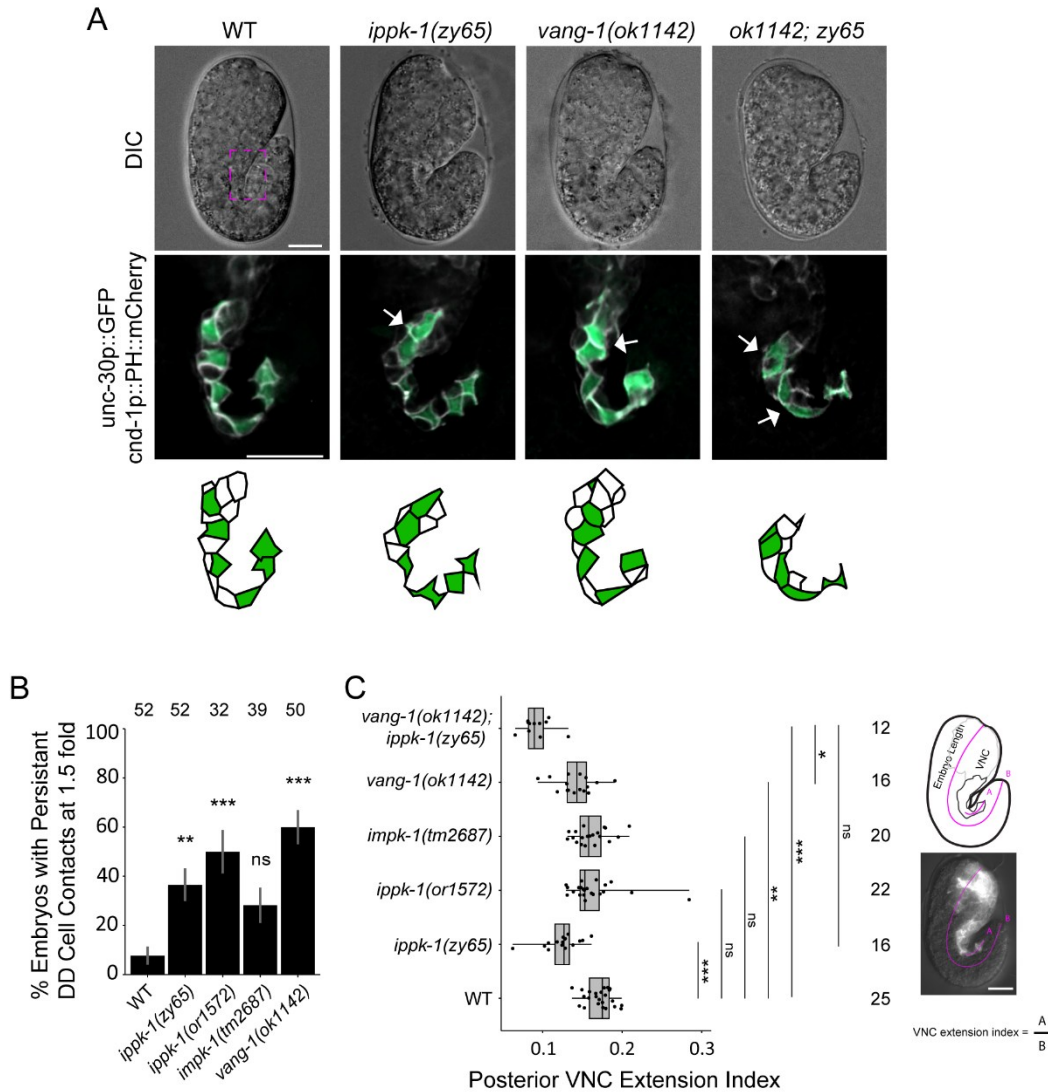 A
WT
ippk-1(zy65)
vang-1(ok1142)
ok1142; zy65
DIC
unc-30p::GFP
cnd-1p::PH::mCherry
B
52 52 32 39 50
% Embroys with Persistant
DD Cell Contacts at 1.5 fold
100
80
60
40
20
0
**
***
ns
***
WT
ippk-1(zy65)
ippk-1(or1572)
impk-1(tm2687)
vang-1(ok1142)
C
vang-1(ok1142);
ippk-1(zy65)
vang-1(ok1142)
impk-1(tm2687)
ippk-1(or1572)
ippk-1(zy65)
WT
0.1 0.2 0.3
Posterior VNC Extension Index
***
ns
ns
**
***
*
ns
12
16
20
22
16
25
Embryo Length
VNC
A
B
A
B
VNC extension index = A
B